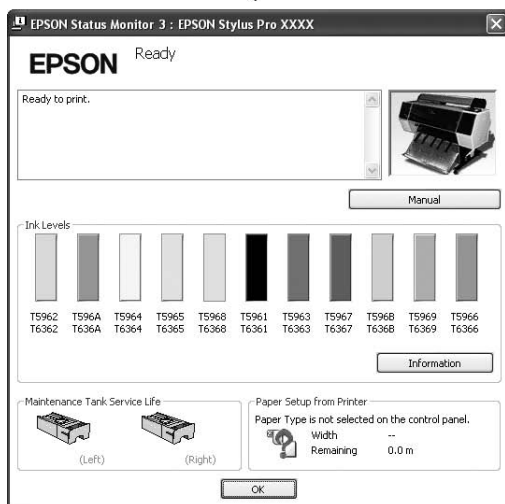 EPSON Status Monitor 3 : EPSON Stylus Pro XXXX
EPSON
Ready
Ready to print.
Manual
Ink Levels
T5962 T596A T5964 T5965 T5968 T5961 T5963 T5967 T596B T5969 T5966
T6362 T636A T6364 T6365 T6368 T6361 T6363 T6367 T636B T6369 T6366
Information
Maintenance Tank Service Life
(Left) (Right)
Paper Setup from Printer
Paper Type is not selected on the control panel.
Width --
Remaining 0.0 m
OK